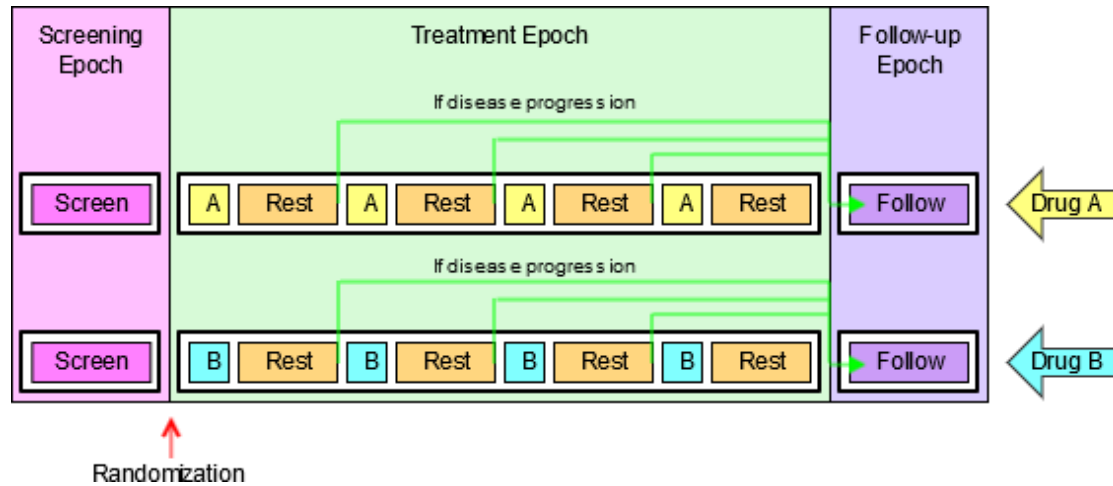 Screening
Epoch
Treatment Epoch
Follow-up
Epoch
If disease progression
Screen
A
Rest
A
Rest
A
Rest
A
Rest
Follow
Drug A
If disease progression
Screen
B
Rest
B
Rest
B
Rest
B
Rest
Follow
Drug B
Randomization